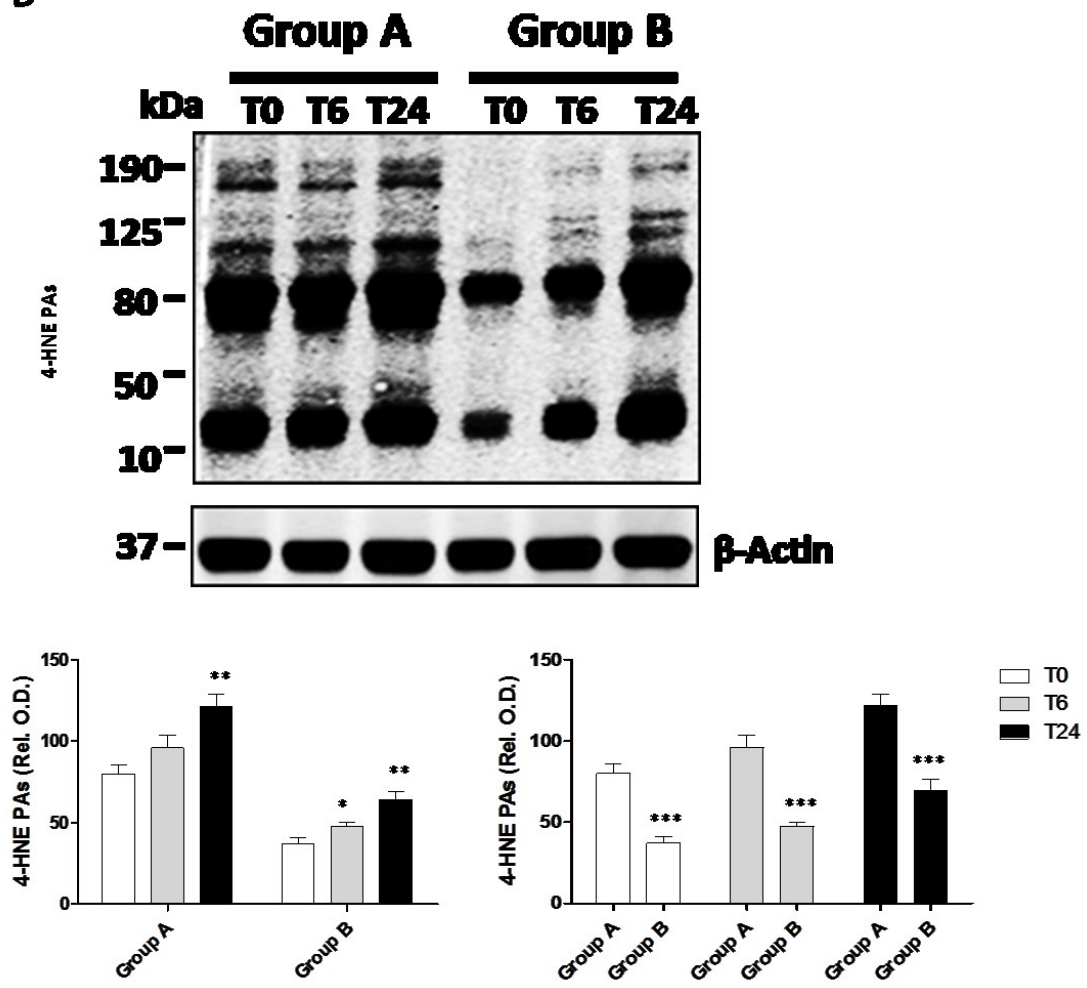 Group A Group B
kDa T0 T6 T24 T0 T6 T24
190
125
80
50
10
4-HNE PAs
37 β-Actin
150
100
50
0
4-HNE PAs (Rel. O.D.)
**
*
**
Group A
Group B
150
100
50
0
4-HNE PAs (Rel. O.D.)
***
***
***
Group A
Group B
Group A
Group B
Group A
Group B
T0
T6
T24